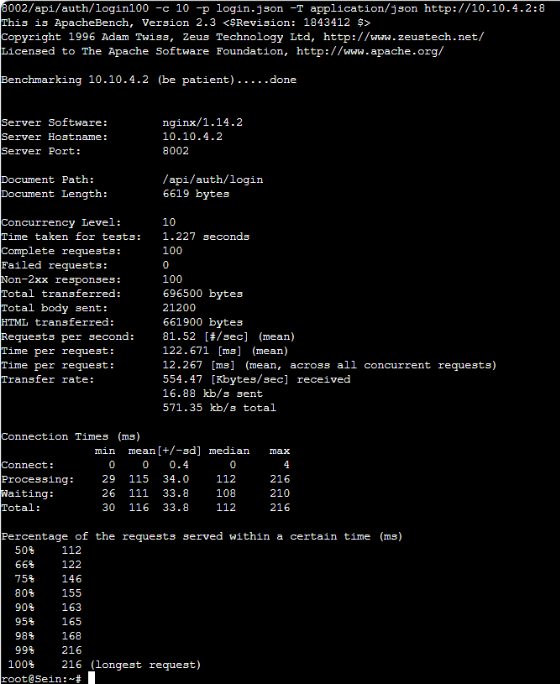 8002/api/auth/login100 -c 10 -p login.json -T application/json http://10.10.4.2:8
This is ApacheBench, Version 2.3 <$Revision: 1843412 $>
Copyright 1996 Adam Twiss, Zeus Technology Ltd, http://www.zeustech.net/
Licensed to The Apache Software Foundation, http://www.apache.org/

Benchmarking 10.10.4.2 (be patient).....done


Server Software:        nginx/1.14.2
Server Hostname:        10.10.4.2
Server Port:            8002

Document Path:          /api/auth/login
Document Length:        6619 bytes

Concurrency Level:      10
Time taken for tests:   1.227 seconds
Complete requests:      100
Failed requests:        0
Non-2xx responses:      100
Total transferred:      696500 bytes
Total body sent:        21200
HTML transferred:       661900 bytes
Requests per second:    81.52 [#/sec] (mean)
Time per request:       122.671 [ms] (mean)
Time per request:       12.267 [ms] (mean, across all concurrent requests)
Transfer rate:          554.47 [Kbytes/sec] received
                        16.88 kb/s sent
                        571.35 kb/s total

Connection Times (ms)
              min  mean[+/-sd] median   max
Connect:        0    0   0.4      0       4
Processing:    29  115  34.0    112     216
Waiting:       26  111  33.8    108     210
Total:         30  116  33.8    112     216

Percentage of the requests served within a certain time (ms)
  50%    112
  66%    122
  75%    146
  80%    155
  90%    163
  95%    165
  98%    168
  99%    216
 100%    216 (longest request)
root@Sein:~#